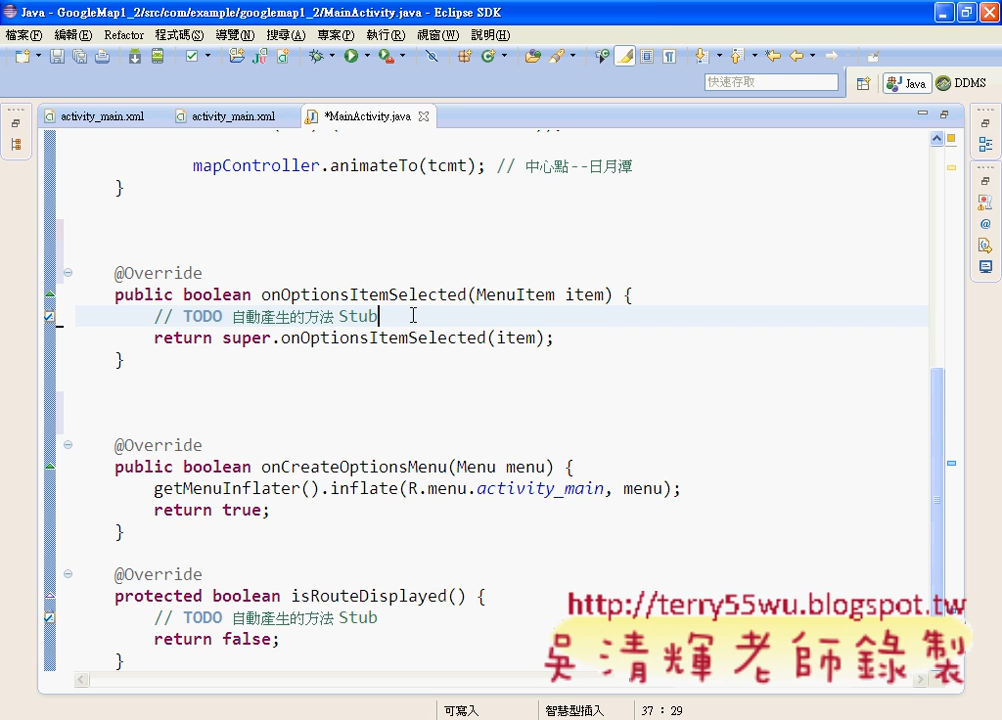 Java - GoogleMap1_2/src/com/example/googlemap1_2/MainActivity.java - Eclipse SDK
檔案(F) 編輯(E) Refactor 程式碼(S) 導覽(N) 搜尋(A) 專案(P) 執行(R) 視窗(W) 說明(H)
快速存取 Java DDMS
activity_main.xml activity_main.xml *MainActivity.java
mapController.animateTo(tcmt); // 中心點--日月潭
}
@Override
public boolean onOptionsItemSelected(MenuItem item) {
// TODO 自動產生的方法 Stub
return super.onOptionsItemSelected(item);
}
@Override
public boolean onCreateOptionsMenu(Menu menu) {
getMenuInflater().inflate(R.menu.activity_main, menu);
return true;
}
@Override
protected boolean isRouteDisplayed() {
// TODO 自動產生的方法 Stub
return false;
}
http://terry55wu.blogspot.tw
吳清輝老師錄製
可寫入 智慧型插入 37 : 29